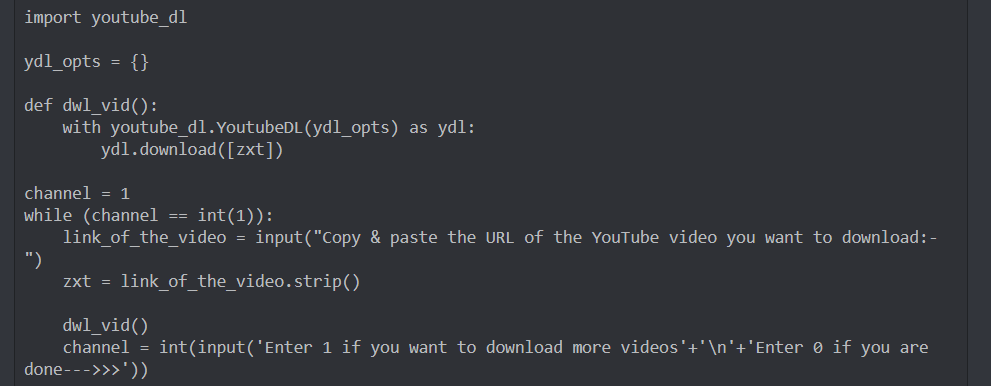 import youtube_dl
ydl_opts = {}
def dwl_vid():
    with youtube_dl.YoutubeDL(ydl_opts) as ydl:
        ydl.download([zxt])
channel = 1
while (channel == int(1)):
    link_of_the_video = input("Copy & paste the URL of the YouTube video you want to download:-
")
    zxt = link_of_the_video.strip()
    dwl_vid()
    channel = int(input('Enter 1 if you want to download more videos'+'\n'+'Enter 0 if you are
done--->>>'))